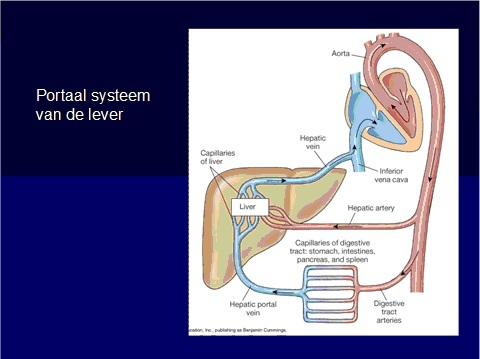 Portaal systeem
van de lever
Aorta
Hepatic
vein
Capillaries
of liver
Inferior
vena cava
Liver
Hepatic artery
Capillaries of digestive
tract: stomach, intestines,
pancreas, and spleen
Hepatic portal
vein
Digestive
tract
arteries
Inc., publishing as Benjamin Cummings.